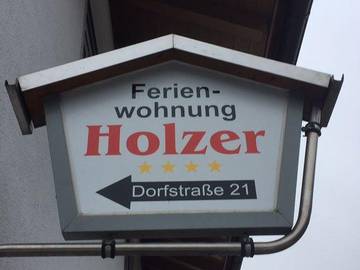 Ferien-
wohnung
Holzer
Dorfstraße 21